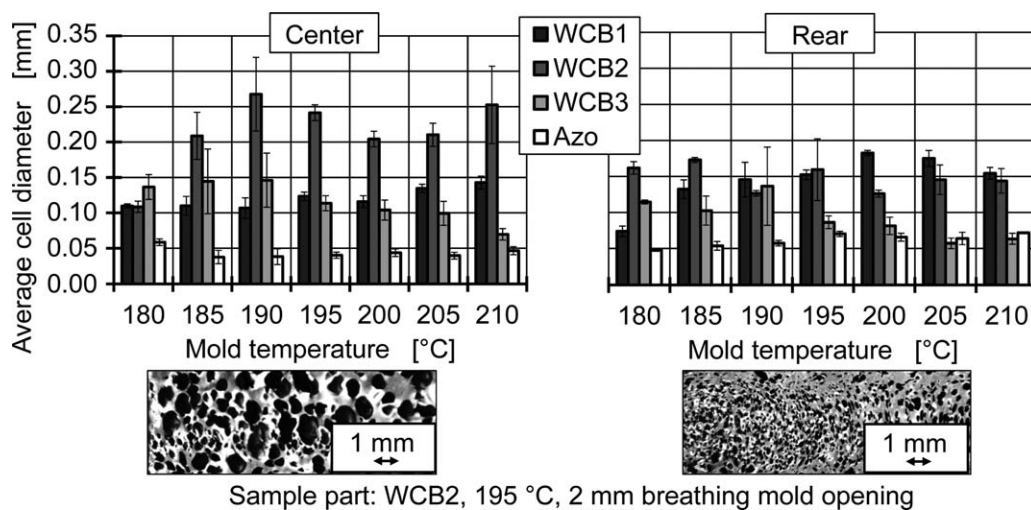 Center
Rear
WCB1
WCB2
WCB3
Azo
Average cell diameter [mm]
0.35
0.30
0.25
0.20
0.15
0.10
0.05
0.00
180 185 190 195 200 205 210
180 185 190 195 200 205 210
Mold temperature [°C]
Mold temperature [°C]
1 mm
1 mm
Sample part: WCB2, 195 °C, 2 mm breathing mold opening